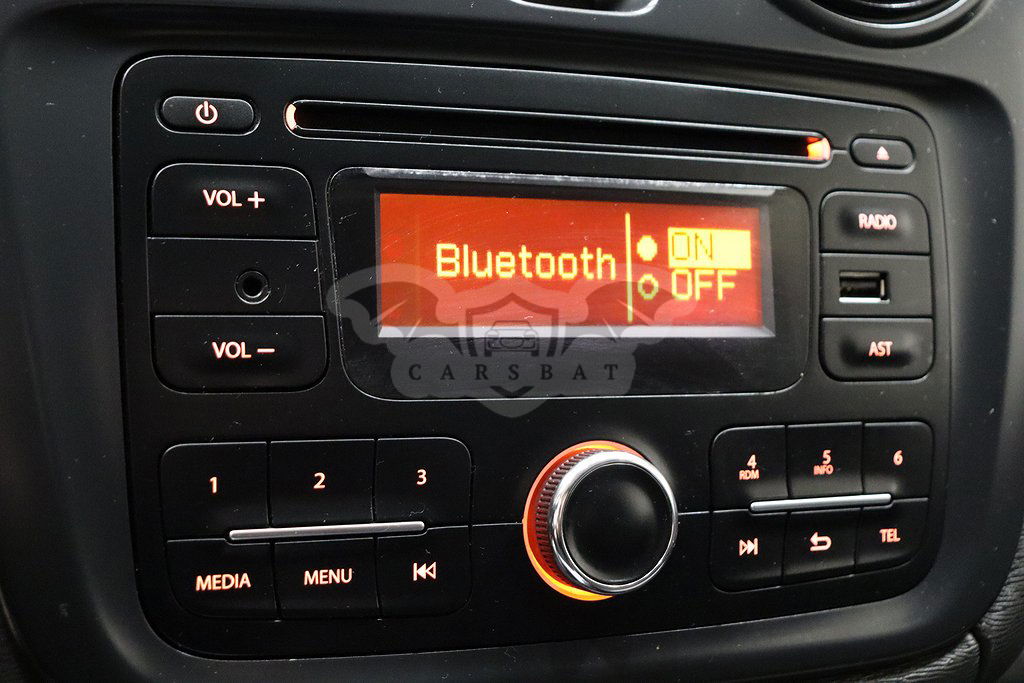 VOL +
RADIO
Bluetooth
ON
OFF
CARSBAT
VOL −
AST
1
2
3
4
RDM
5
INFO
6
MEDIA
MENU
TEL